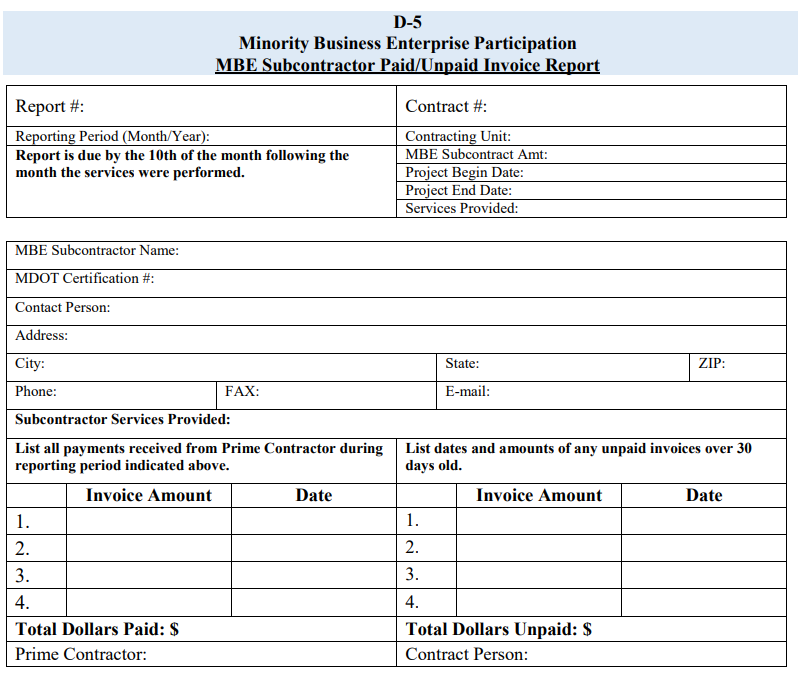 D-5
Minority Business Enterprise Participation
MBE Subcontractor Paid/Unpaid Invoice Report
Report #:
Contract #:
Reporting Period (Month/Year):
Contracting Unit:
Report is due by the 10th of the month following the
month the services were performed.
MBE Subcontract Amt:
Project Begin Date:
Project End Date:
Services Provided:
MBE Subcontractor Name:
MDOT Certification #:
Contact Person:
Address:
City:
State:
ZIP:
Phone:
FAX:
E-mail:
Subcontractor Services Provided:
List all payments received from Prime Contractor during
reporting period indicated above.
List dates and amounts of any unpaid invoices over 30
days old.
Invoice Amount
Date
Invoice Amount
Date
1.
1.
2.
2.
3.
3.
4.
4.
Total Dollars Paid: $
Total Dollars Unpaid: $
Prime Contractor:
Contract Person: